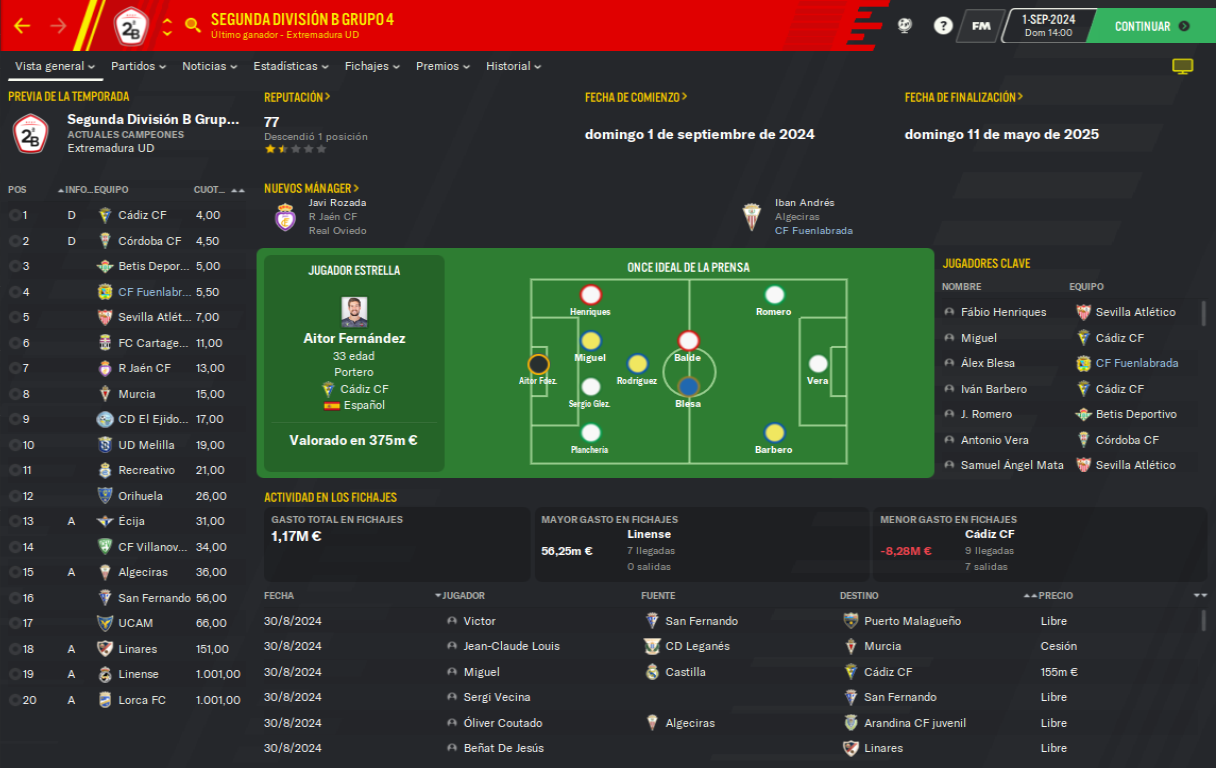 SEGUNDA DIVISIÓN B GRUPO 4
Último ganador - Extremadura UD
FM
1-SEP-2024
Dom 14:00
CONTINUAR
Vista general
Partidos
Noticias
Estadísticas
Fichajes
Premios
Historial
PREVIA DE LA TEMPORADA
Segunda División B Grup...
ACTUALES CAMPEONES
Extremadura UD
REPUTACIÓN
77
Descendió 1 posición
FECHA DE COMIENZO
domingo 1 de septiembre de 2024
FECHA DE FINALIZACIÓN
domingo 11 de mayo de 2025
NUEVOS MÁNAGER
Javi Rozada
R Jaén CF
Real Oviedo
Iban Andrés
Algeciras
CF Fuenlabrada
POS INFO... EQUIPO CUOT...
1 D Cádiz CF 4,00
2 D Córdoba CF 4,50
3 Betis Depor... 5,00
4 CF Fuenlabr... 5,50
5 Sevilla Atlét... 7,00
6 FC Cartage... 11,00
7 R Jaén CF 13,00
8 Murcia 15,00
9 CD El Ejido... 17,00
10 UD Melilla 19,00
11 Recreativo 21,00
12 Orihuela 26,00
13 A Écija 31,00
14 CF Villanov... 34,00
15 A Algeciras 36,00
16 San Fernando 56,00
17 UCAM 66,00
18 A Linares 151,00
19 A Linense 1.001,00
20 A Lorca FC 1.001,00
JUGADOR ESTRELLA
Aitor Fernández
33 edad
Portero
Cádiz CF
Español
Valorado en 375m €
ONCE IDEAL DE LA PRENSA
Henriques
Romero
Miguel
Balde
Aitor Fdez.
Rodríguez
Vera
Sergio Glez.
Blesa
Planchería
Barbero
JUGADORES CLAVE
NOMBRE EQUIPO
Fábio Henriques Sevilla Atlético
Miguel Cádiz CF
Álex Blesa CF Fuenlabrada
Iván Barbero Cádiz CF
J. Romero Betis Deportivo
Antonio Vera Córdoba CF
Samuel Ángel Mata Sevilla Atlético
ACTIVIDAD EN LOS FICHAJES
GASTO TOTAL EN FICHAJES
1,17M €
MAYOR GASTO EN FICHAJES
Linense
56,25m €
7 llegadas
0 salidas
MENOR GASTO EN FICHAJES
Cádiz CF
-8,28M €
9 llegadas
7 salidas
FECHA JUGADOR FUENTE DESTINO PRECIO
30/8/2024 Victor San Fernando Puerto Malagueño Libre
30/8/2024 Jean-Claude Louis CD Leganés Murcia Cesión
30/8/2024 Miguel Castilla Cádiz CF 155m €
30/8/2024 Sergi Vecina San Fernando Libre
30/8/2024 Óliver Coutado Algeciras Arandina CF juvenil Libre
30/8/2024 Beñat De Jesús Linares Libre